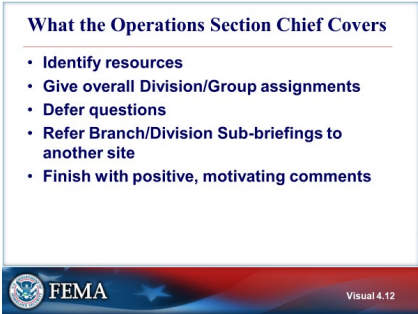 What the Operations Section Chief Covers
• Identify resources
• Give overall Division/Group assignments
• Defer questions
• Refer Branch/Division Sub-briefings to
another site
• Finish with positive, motivating comments
FEMA
Visual 4.12